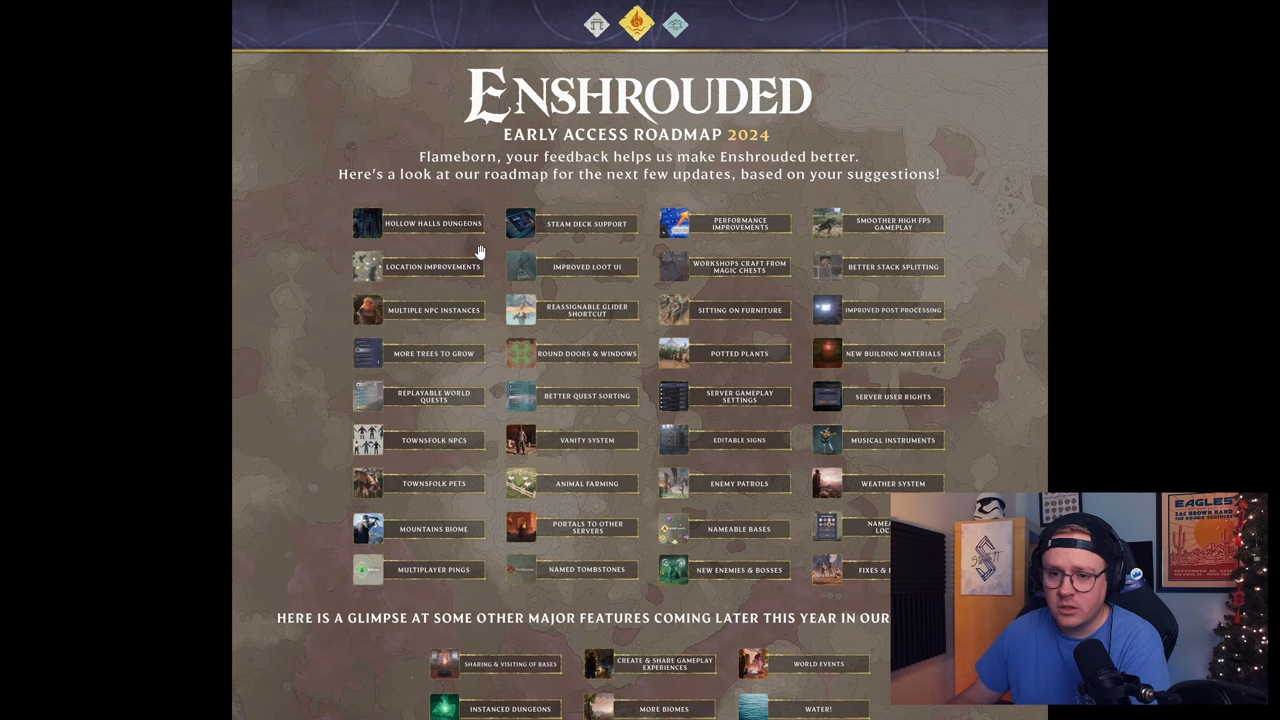 ENSHROUDED
EARLY ACCESS ROADMAP 2024
Flameborn, your feedback helps us make Enshrouded better.
Here's a look at our roadmap for the next few updates, based on your suggestions!
HOLLOW HALLS DUNGEONS
STEAM DECK SUPPORT
PERFORMANCE
IMPROVEMENTS
SMOOTHER HIGH FPS
GAMEPLAY
LOCATION IMPROVEMENTS
IMPROVED LOOT UI
WORKSHOPS CRAFT FROM
MAGIC CHESTS
BETTER STACK SPLITTING
MULTIPLE NPC INSTANCES
REASSIGNABLE GLIDER
SHORTCUT
SITTING ON FURNITURE
IMPROVED POST PROCESSING
MORE TREES TO GROW
ROUND DOORS & WINDOWS
POTTED PLANTS
NEW BUILDING MATERIALS
REPLAYABLE WORLD
QUESTS
BETTER QUEST SORTING
SERVER GAMEPLAY
SETTINGS
SERVER USER RIGHTS
TOWNSFOLK NPCS
VANITY SYSTEM
EDITABLE SIGNS
MUSICAL INSTRUMENTS
TOWNSFOLK PETS
ANIMAL FARMING
ENEMY PATROLS
WEATHER SYSTEM
MOUNTAINS BIOME
PORTALS TO OTHER
SERVERS
NAMEABLE BASES
MULTIPLAYER PINGS
NAMED TOMBSTONES
NEW ENEMIES & BOSSES
FIXES &
HERE IS A GLIMPSE AT SOME OTHER MAJOR FEATURES COMING LATER THIS YEAR IN OUR
SHARING & VISITING OF BASES
CREATE & SHARE GAMEPLAY
EXPERIENCES
WORLD EVENTS
INSTANCED DUNGEONS
MORE BIOMES
WATER!
EAGLES
ZAC BROWN BAND
THE DOOBIE BROTHERS